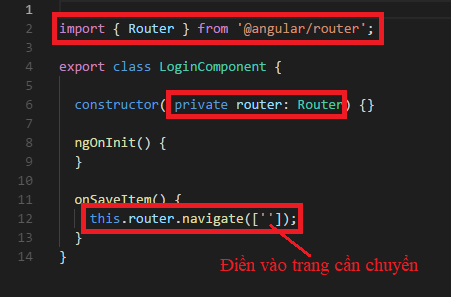 1
2 import { Router } from '@angular/router';
3
4 export class LoginComponent {
5
6 constructor( private router: Router) {}
7
8 ngOnInit() {
9 }
10
11 onSaveItem() {
12 this.router.navigate(['']);
13 }
14 }
Điền vào trang cần chuyển